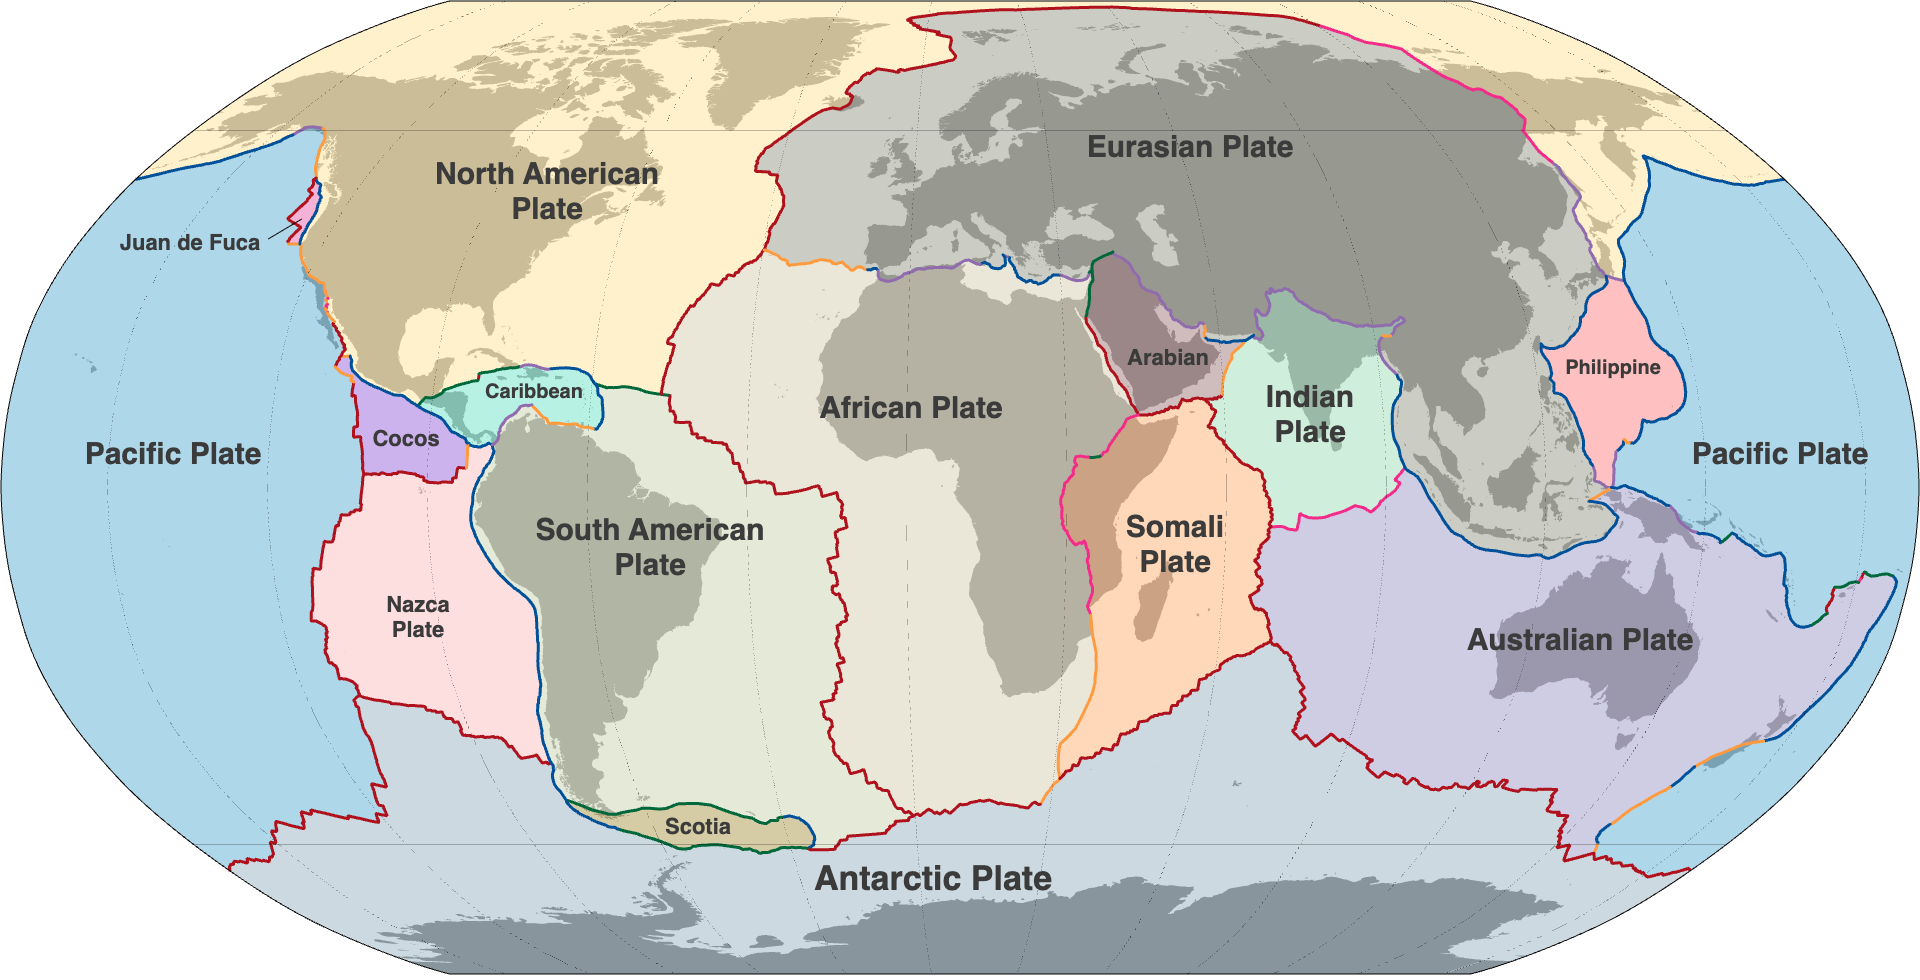 North American
Plate
Eurasian Plate
Juan de Fuca
Arabian
Philippine
Caribbean
African Plate
Indian
Plate
Cocos
Pacific Plate
Pacific Plate
South American
Plate
Somali
Plate
Nazca
Plate
Australian Plate
Scotia
Antarctic Plate